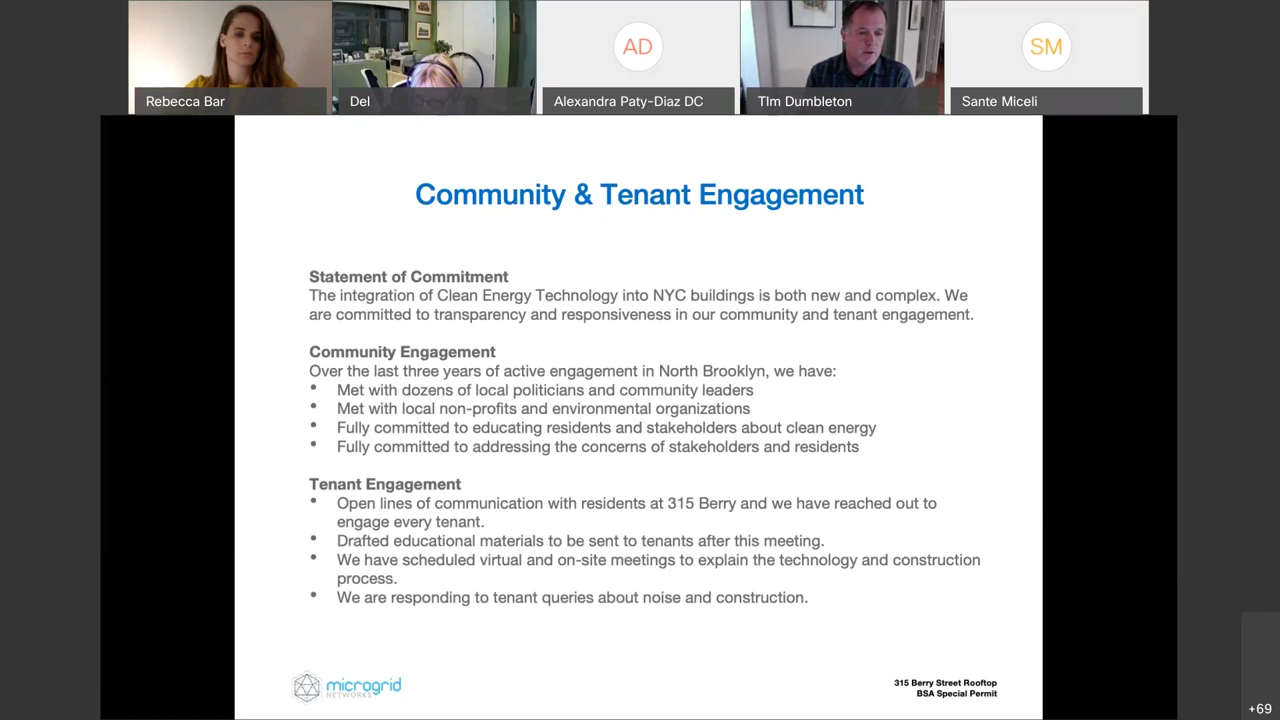 AD
SM
Rebecca Bar
Del
Alexandra Paty-Diaz DC
TIm Dumbleton
Sante Miceli
Community & Tenant Engagement
Statement of Commitment
The integration of Clean Energy Technology into NYC buildings is both new and complex. We
are committed to transparency and responsiveness in our community and tenant engagement.
Community Engagement
Over the last three years of active engagement in North Brooklyn, we have:
• Met with dozens of local politicians and community leaders
• Met with local non-profits and environmental organizations
• Fully committed to educating residents and stakeholders about clean energy
• Fully committed to addressing the concerns of stakeholders and residents
Tenant Engagement
• Open lines of communication with residents at 315 Berry and we have reached out to
engage every tenant.
• Drafted educational materials to be sent to tenants after this meeting.
• We have scheduled virtual and on-site meetings to explain the technology and construction
process.
• We are responding to tenant queries about noise and construction.
microgrid
NETWORKS
315 Berry Street Rooftop
BSA Special Permit
+69